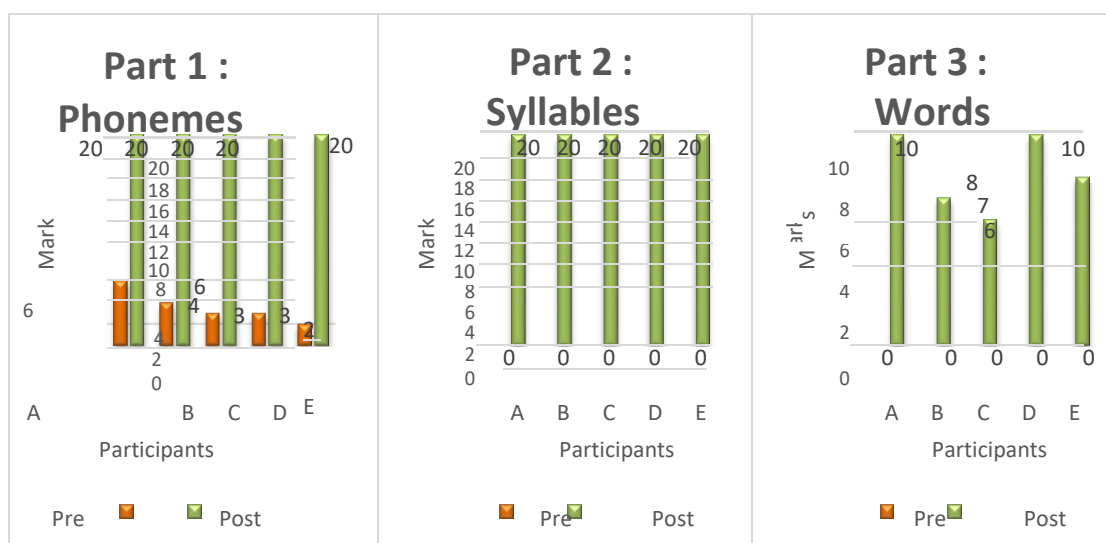 Part 1 :
Phonemes
20 20 20 20 20
20
18
16
14
Mark
12
10
8 6
6 4 3 3 2
4
2
0
A B C D E
Participants
Pre Post
Part 2 :
Syllables
20 20 20 20 20
20
18
16
14
Mark
12
10
8
6
4
2
0
0 0 0 0 0
A B C D E
Participants
Pre Post
Part 3 :
Words
10 10
10
8
7
8
6
Marks
6
4
2
0
0 0 0 0 0
A B C D E
Participants
Pre Post